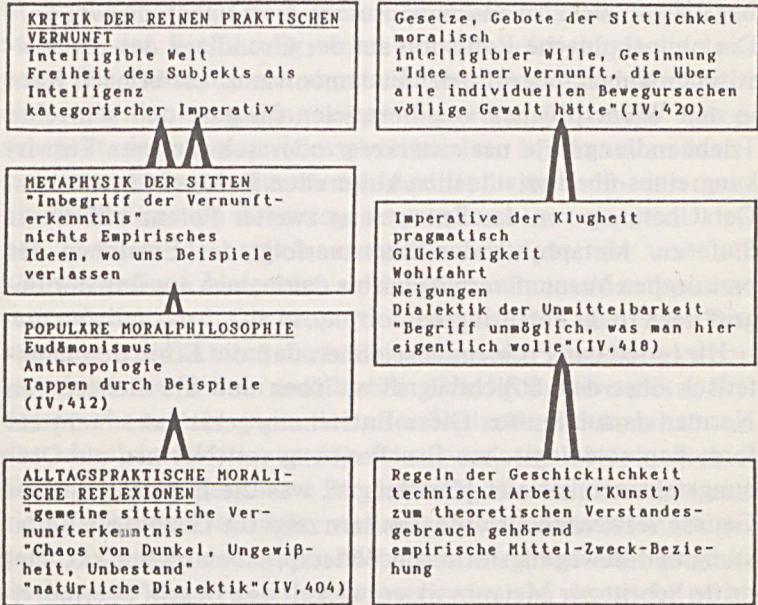 KRITIK DER REINEN PRAKTISCHEN
VERNUNFT
Intelligible Welt
Freiheit des Subjekts als
Intelligenz
kategorischer ImperatiV
METAPHYSIK DER SITTEN
"Inbegriff der Vernunft-
erkenntnis"
nichts Empirisches
Ideen, wo uns Beispiele
verlassen
POPULÄRE MORALPHILOSOPHIE
Eudämonismus
Anthropologie
Tappen durch Beispiele
(IV,412)
ALLTAGSPRAKTISCHE MORALI-
SCHE REFLEXIONEN
"gemeine sittliche Ver-
nunfterkenntnis"
"Chaos von Dunkel, Ungewiß-
heit, Unbestand"
"natürliche Dialektik"(IV,404)
Gesetze, Gebote der Sittlichkeit
moralisch
intelligibler Wille, Gesinnung
"Idee einer Vernunft, die über
alle individuellen Bewegursachen
völlige Gewalt hätte"(IV,420)
Imperative der Klugheit
pragmatisch
Glückseligkeit
Wohlfahrt
Neigungen
Dialektik der Unmittelbarkeit
"Begriff unmöglich, was man hier
eigentlich wolle"(IV,418)
Regeln der Geschicklichkeit
technische Arbeit ("Kunst")
zum theoretischen Verstandes-
gebrauch gehörend
empirische Mittel-Zweck-Bezie-
hung